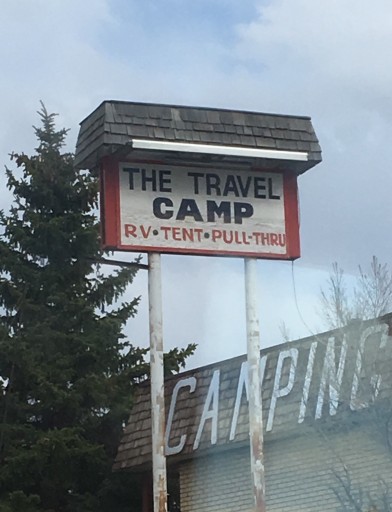 THE TRAVEL
CAMP
RV•TENT•PULL-THRU
CAMPING